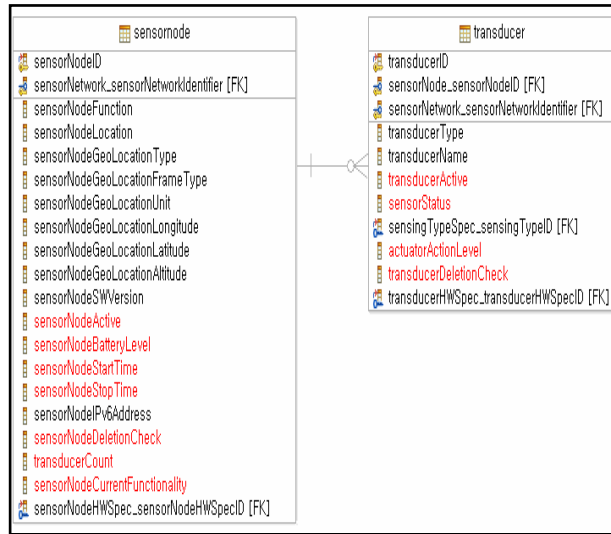 sensornode
sensorNodeID
sensorNetwork_sensorNetworkIdentifier [FK]
sensorNodeFunction
sensorNodeLocation
sensorNodeGeoLocationType
sensorNodeGeoLocationFrameType
sensorNodeGeoLocationUnit
sensorNodeGeoLocationLongitude
sensorNodeGeoLocationLatitude
sensorNodeGeoLocationAltitude
sensorNodeSWVersion
sensorNodeActive
sensorNodeBatteryLevel
sensorNodeStartTime
sensorNodeStopTime
sensorNodeIPv6Address
sensorNodeDeletionCheck
transducerCount
sensorNodeCurrentFunctionality
sensorNodeHWSpec_sensorNodeHWSpecID [FK]
transducer
transducerID
sensorNode_sensorNodeID [FK]
sensorNetwork_sensorNetworkIdentifier [FK]
transducerType
transducerName
transducerActive
sensorStatus
sensingTypeSpec_sensingTypeID [FK]
actuatorActionLevel
transducerDeletionCheck
transducerHWSpec_transducerHWSpecID [FK]